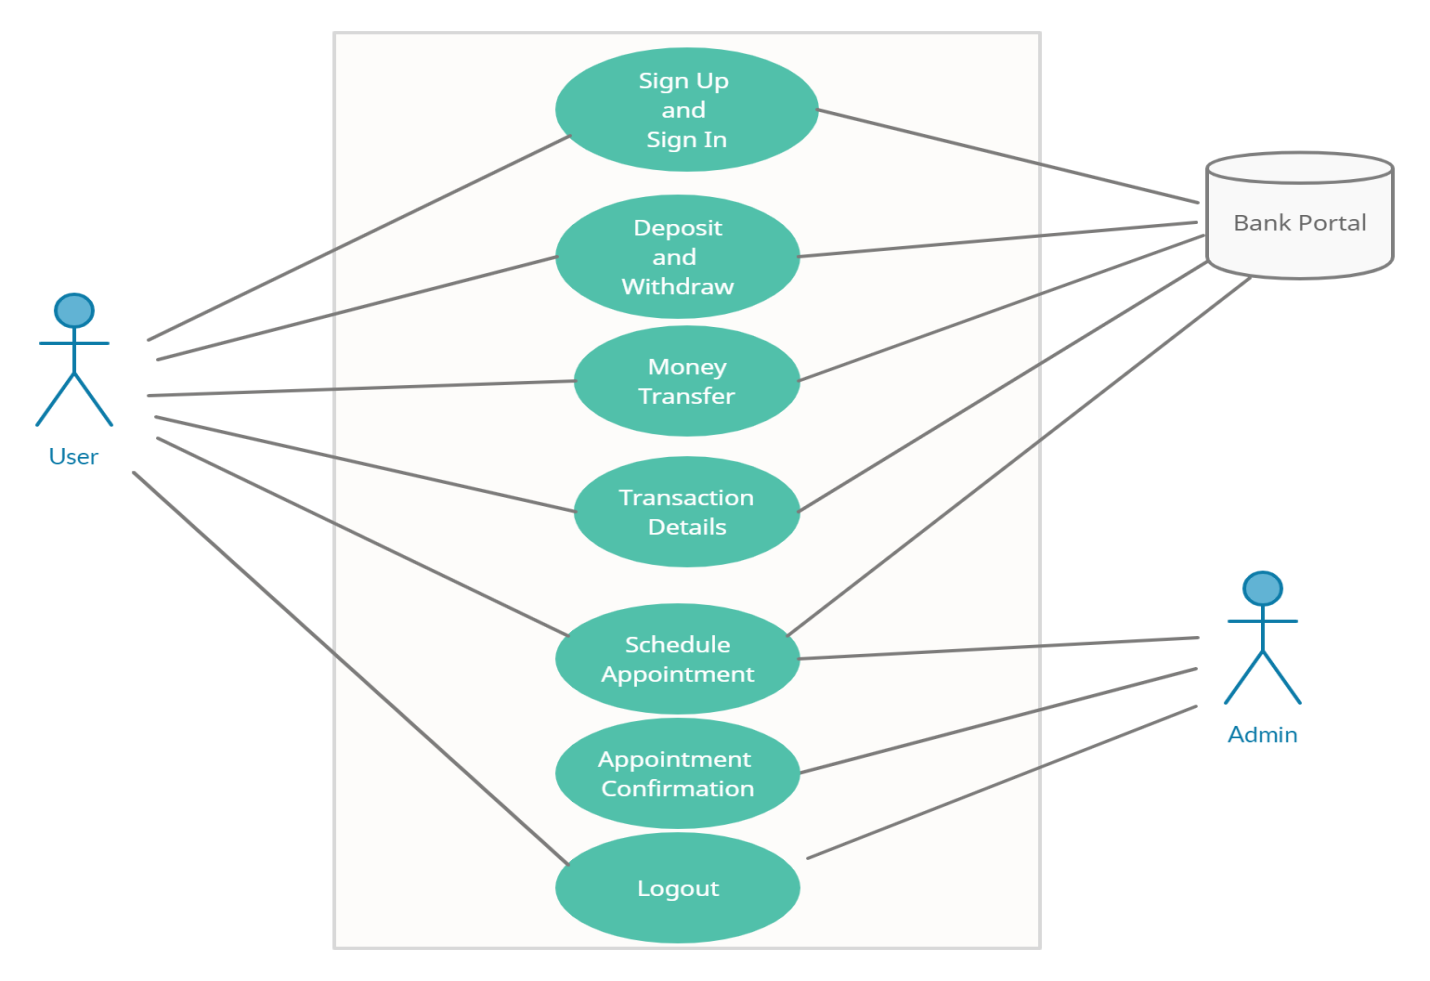 Sign Up
and
Sign In
Deposit
and
Withdraw
Bank Portal
Money
Transfer
User
Transaction
Details
Schedule
Appointment
Admin
Appointment
Confirmation
Logout